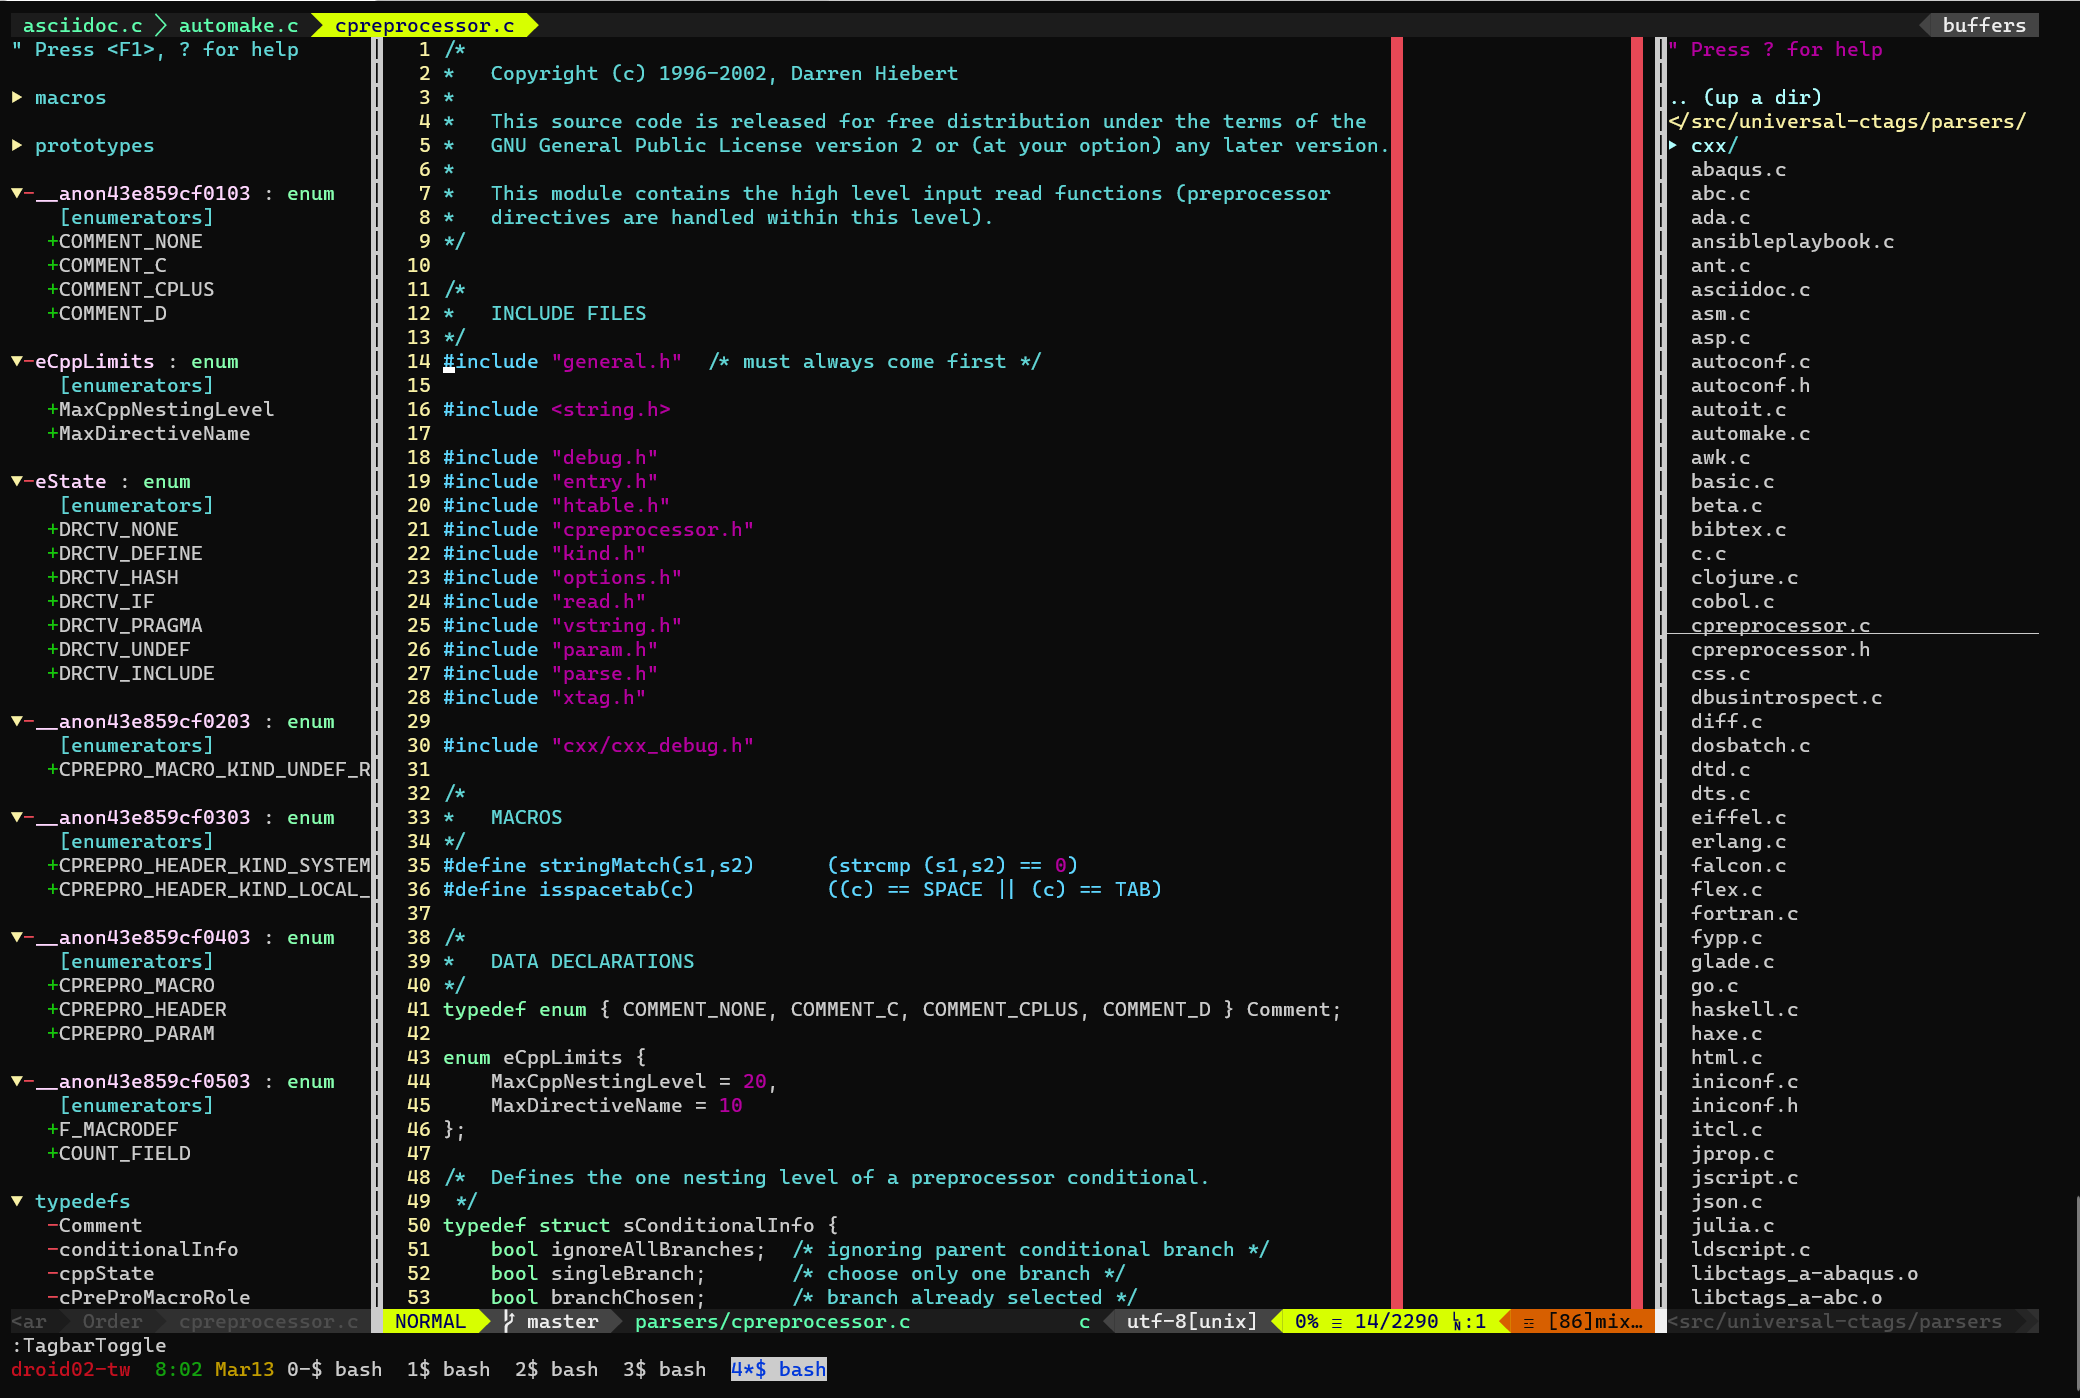 asciidoc.c automake.c cpreprocessor.c buffers
" Press <F1>, ? for help
▶ macros
▶ prototypes
▼-__anon43e859cf0103 : enum
[enumerators]
+COMMENT_NONE
+COMMENT_C
+COMMENT_CPLUS
+COMMENT_D
▼-eCppLimits : enum
[enumerators]
+MaxCppNestingLevel
+MaxDirectiveName
▼-eState : enum
[enumerators]
+DRCTV_NONE
+DRCTV_DEFINE
+DRCTV_HASH
+DRCTV_IF
+DRCTV_PRAGMA
+DRCTV_UNDEF
+DRCTV_INCLUDE
▼-__anon43e859cf0203 : enum
[enumerators]
+CPREPRO_MACRO_KIND_UNDEF_R
▼-__anon43e859cf0303 : enum
[enumerators]
+CPREPRO_HEADER_KIND_SYSTEM
+CPREPRO_HEADER_KIND_LOCAL_
▼-__anon43e859cf0403 : enum
[enumerators]
+CPREPRO_MACRO
+CPREPRO_HEADER
+CPREPRO_PARAM
▼-__anon43e859cf0503 : enum
[enumerators]
+F_MACRODEF
+COUNT_FIELD
▼ typedefs
-Comment
-conditionalInfo
-cppState
-cPreProMacroRole
1 /*
2 *   Copyright (c) 1996-2002, Darren Hiebert
3 *
4 *   This source code is released for free distribution under the terms of the
5 *   GNU General Public License version 2 or (at your option) any later version.
6 *
7 *   This module contains the high level input read functions (preprocessor
8 *   directives are handled within this level).
9 */
10
11 /*
12 *   INCLUDE FILES
13 */
14 #include "general.h"  /* must always come first */
15
16 #include <string.h>
17
18 #include "debug.h"
19 #include "entry.h"
20 #include "htable.h"
21 #include "cpreprocessor.h"
22 #include "kind.h"
23 #include "options.h"
24 #include "read.h"
25 #include "vstring.h"
26 #include "param.h"
27 #include "parse.h"
28 #include "xtag.h"
29
30 #include "cxx/cxx_debug.h"
31
32 /*
33 *   MACROS
34 */
35 #define stringMatch(s1,s2)      (strcmp (s1,s2) == 0)
36 #define isspacetab(c)           ((c) == SPACE || (c) == TAB)
37
38 /*
39 *   DATA DECLARATIONS
40 */
41 typedef enum { COMMENT_NONE, COMMENT_C, COMMENT_CPLUS, COMMENT_D } Comment;
42
43 enum eCppLimits {
44     MaxCppNestingLevel = 20,
45     MaxDirectiveName = 10
46 };
47
48 /*  Defines the one nesting level of a preprocessor conditional.
49  */
50 typedef struct sConditionalInfo {
51     bool ignoreAllBranches;  /* ignoring parent conditional branch */
52     bool singleBranch;       /* choose only one branch */
53     bool branchChosen;       /* branch already selected */
" Press ? for help
.. (up a dir)
</src/universal-ctags/parsers/
▸ cxx/
abaqus.c
abc.c
ada.c
ansibleplaybook.c
ant.c
asciidoc.c
asm.c
asp.c
autoconf.c
autoconf.h
autoit.c
automake.c
awk.c
basic.c
beta.c
bibtex.c
c.c
clojure.c
cobol.c
cpreprocessor.c
cpreprocessor.h
css.c
dbusintrospect.c
diff.c
dosbatch.c
dtd.c
dts.c
eiffel.c
erlang.c
falcon.c
flex.c
fortran.c
fypp.c
glade.c
go.c
haskell.c
haxe.c
html.c
iniconf.c
iniconf.h
itcl.c
jprop.c
jscript.c
json.c
julia.c
ldscript.c
libctags_a-abaqus.o
libctags_a-abc.o
<ar Order cpreprocessor.c NORMAL master parsers/cpreprocessor.c c utf-8[unix] 0% ≡ 14/2290 :1 ☲ [86]mix… <src/universal-ctags/parsers
:TagbarToggle
droid02-tw  8:02 Mar13 0-$ bash  1$ bash  2$ bash  3$ bash  4*$ bash